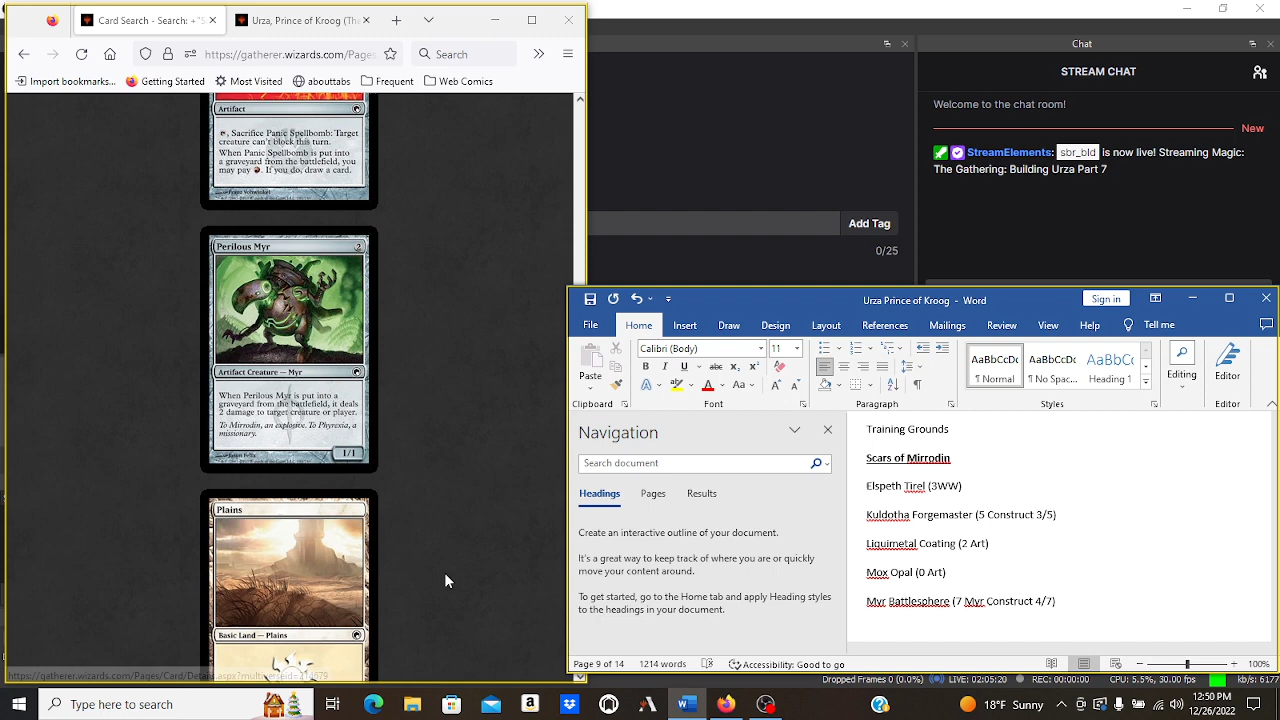 Card Search - Search: +"S
Urza, Prince of Kroog (The
https://gatherer.wizards.com/Pages
Search
Import bookmarks...
Getting Started
Most Visited
abouttabs
Frequent
Web Comics
Artifact
, Sacrifice Panic Spellbomb: Target
creature can't block this turn.
When Panic Spellbomb is put into
a graveyard from the battlefield, you
may pay . If you do, draw a card.
Perilous Myr
2
Artifact Creature — Myr
When Perilous Myr is put into a
graveyard from the battlefield, it deals
2 damage to target creature or player.
To Mirrodin, an explosive. To Phyrexia, a
missionary.
1/1
Plains
Basic Land — Plains
https://gatherer.wizards.com/Pages/Card/Details.aspx?multiverseid=214579
Chat
STREAM CHAT
Welcome to the chat room!
New
StreamElements: sbr_bld is now live! Streaming Magic:
The Gathering: Building Urza Part 7
Add Tag
0/25
Urza Prince of Kroog - Word
Sign in
File Home Insert Draw Design Layout References Mailings Review View Help Tell me
Paste
Calibri (Body)
11
AaBbCcDc
¶ Normal
AaBbCcDc
¶ No Spac...
AaBbCc
Heading 1
Editing
Editor
Clipboard
Font
Paragraph
Styles
Editor
Navigation
Search document
Headings Pages Results
Create an interactive outline of your document.
It's a great way to keep track of where you are or quickly
move your content around.
To get started, go to the Home tab and apply Heading styles
to the headings in your document.
Training Grounds
Scars of Mirrodin
Elspeth Tirel (3WW)
Kuldotha Forgemaster (5 Construct 3/5)
Liquimetal Coating (2 Art)
Mox Opal (0 Art)
Myr Battlesphere (7 Myr Construct 4/7)
Page 9 of 14
1214 words
Accessibility: Good to go
100%
Dropped Frames 0 (0.0%)
LIVE: 02:05:20
REC: 00:00:00
CPU: 5.5%, 30.00 fps
kb/s: 6177
Type here to search
18°F Sunny
12:50 PM
12/26/2022